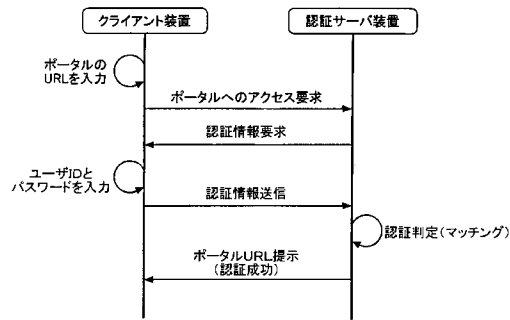 クライアント装置
認証サーバ装置
ポータルの
URLを入力
ポータルへのアクセス要求
認証情報要求
ユーザIDと
パスワードを入力
認証情報送信
認証判定(マッチング)
ポータルURL提示
(認証成功)